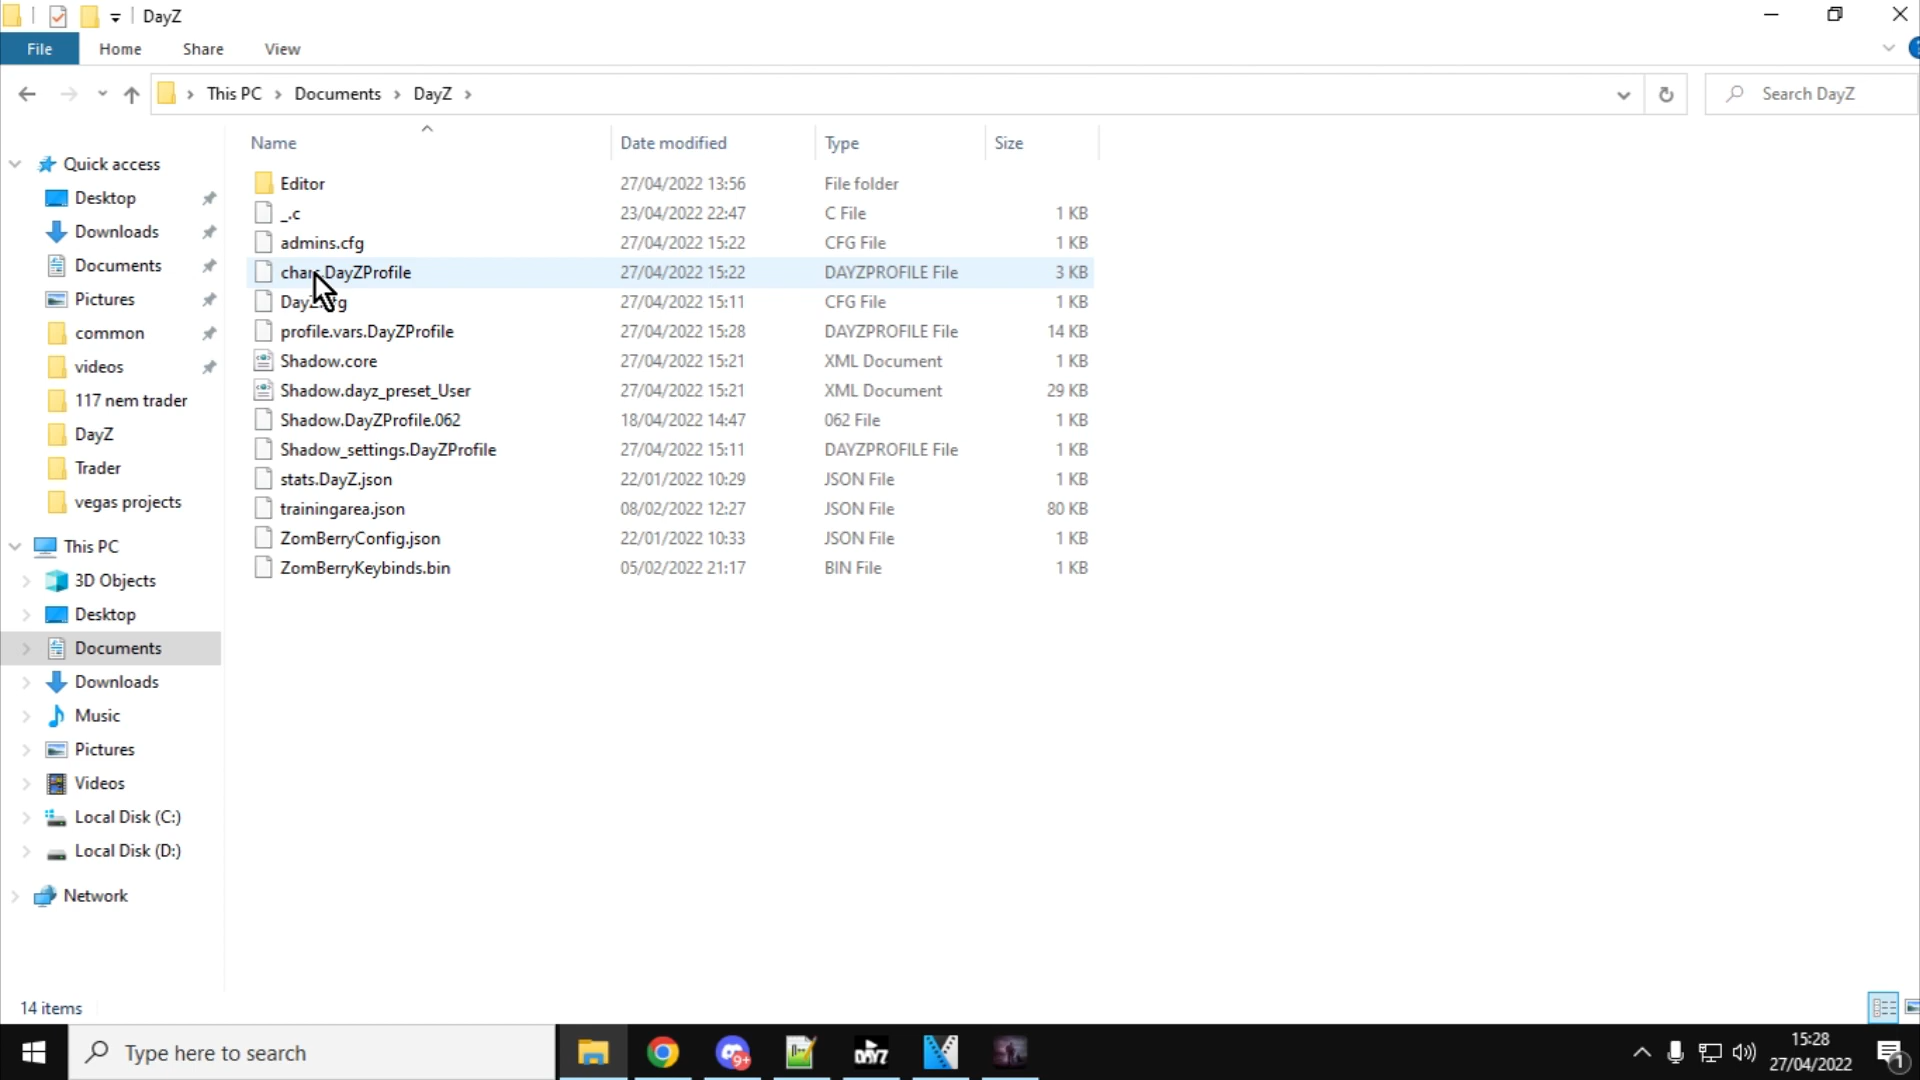 DayZ
File Home Share View
This PC Documents DayZ
Search DayZ
Name Date modified Type Size
Quick access
Desktop
Downloads
Documents
Pictures
common
videos
117 nem trader
DayZ
Trader
vegas projects
This PC
3D Objects
Desktop
Documents
Downloads
Music
Pictures
Videos
Local Disk (C:)
Local Disk (D:)
Network
Editor 27/04/2022 13:56 File folder
_.c 23/04/2022 22:47 C File 1 KB
admins.cfg 27/04/2022 15:22 CFG File 1 KB
chars.DayZProfile 27/04/2022 15:22 DAYZPROFILE File 3 KB
DayZ.cfg 27/04/2022 15:11 CFG File 1 KB
profile.vars.DayZProfile 27/04/2022 15:28 DAYZPROFILE File 14 KB
Shadow.core 27/04/2022 15:21 XML Document 1 KB
Shadow.dayz_preset_User 27/04/2022 15:21 XML Document 29 KB
Shadow.DayZProfile.062 18/04/2022 14:47 062 File 1 KB
Shadow_settings.DayZProfile 27/04/2022 15:11 DAYZPROFILE File 1 KB
stats.DayZ.json 22/01/2022 10:29 JSON File 1 KB
trainingarea.json 08/02/2022 12:27 JSON File 80 KB
ZomBerryConfig.json 22/01/2022 10:33 JSON File 1 KB
ZomBerryKeybinds.bin 05/02/2022 21:17 BIN File 1 KB
14 items
Type here to search
9+
DAYZ
15:28
27/04/2022
1